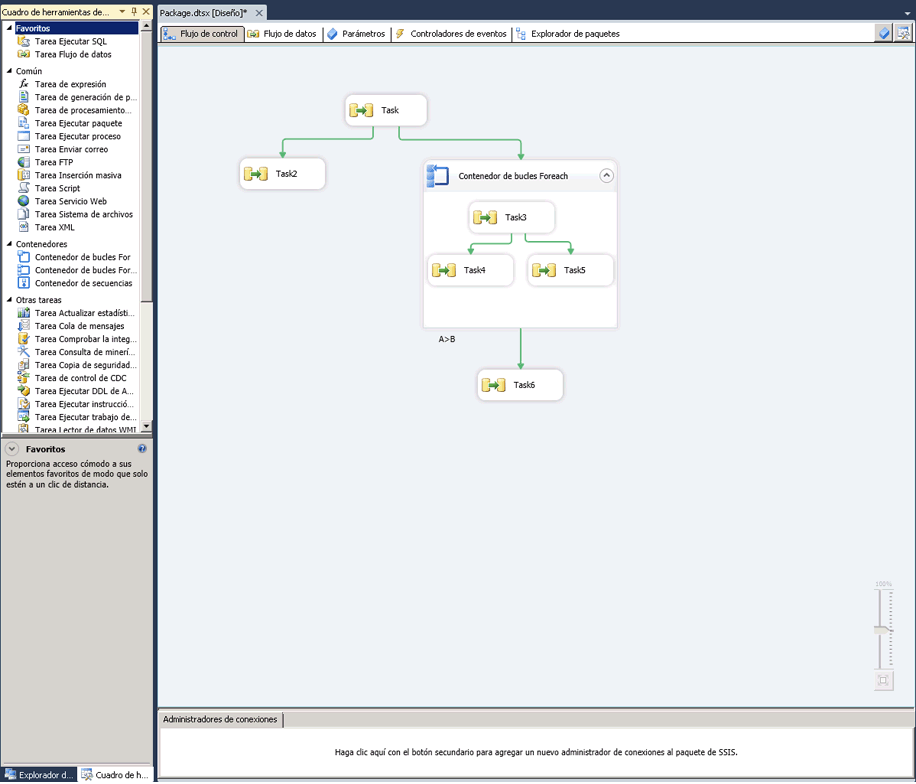 Cuadro de herramientas de...
Favoritos
Tarea Ejecutar SQL
Tarea Flujo de datos
Común
Tarea de expresión
Tarea de generación de p...
Tarea de procesamiento...
Tarea Ejecutar paquete
Tarea Ejecutar proceso
Tarea Enviar correo
Tarea FTP
Tarea Inserción masiva
Tarea Script
Tarea Servicio Web
Tarea Sistema de archivos
Tarea XML
Contenedores
Contenedor de bucles For
Contenedor de bucles For...
Contenedor de secuencias
Otras tareas
Tarea Actualizar estadísti...
Tarea Cola de mensajes
Tarea Comprobar la integ...
Tarea Consulta de minerí...
Tarea Copia de seguridad...
Tarea de control de CDC
Tarea Ejecutar DDL de A...
Tarea Ejecutar instrucció...
Tarea Ejecutar trabajo de...
Tarea Lector de datos WMI
Favoritos
Proporciona acceso cómodo a sus
elementos favoritos de modo que solo
estén a un clic de distancia.
Explorador d...
Cuadro de h...
Package.dtsx [Diseño]*
Flujo de control
Flujo de datos
Parámetros
Controladores de eventos
Explorador de paquetes
Task
Task2
Contenedor de bucles Foreach
Task3
Task4
Task5
A>B
Task6
100%
Administradores de conexiones
Haga clic aquí con el botón secundario para agregar un nuevo administrador de conexiones al paquete de SSIS.